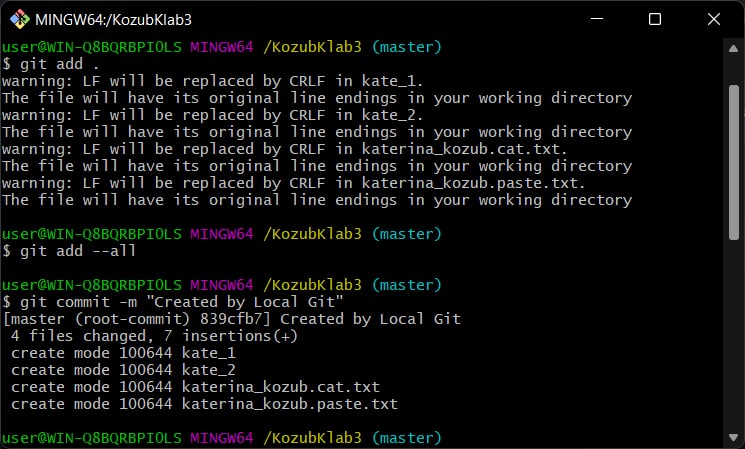 MINGW64:/KozubKlab3
user@WIN-Q8BQRBPIOLS MINGW64 /KozubKlab3 (master)
$ git add .
warning: LF will be replaced by CRLF in kate_1.
The file will have its original line endings in your working directory
warning: LF will be replaced by CRLF in kate_2.
The file will have its original line endings in your working directory
warning: LF will be replaced by CRLF in katerina_kozub.cat.txt.
The file will have its original line endings in your working directory
warning: LF will be replaced by CRLF in katerina_kozub.paste.txt.
The file will have its original line endings in your working directory
user@WIN-Q8BQRBPIOLS MINGW64 /KozubKlab3 (master)
$ git add --all
user@WIN-Q8BQRBPIOLS MINGW64 /KozubKlab3 (master)
$ git commit -m "Created by Local Git"
[master (root-commit) 839cfb7] Created by Local Git
 4 files changed, 7 insertions(+)
 create mode 100644 kate_1
 create mode 100644 kate_2
 create mode 100644 katerina_kozub.cat.txt
 create mode 100644 katerina_kozub.paste.txt
user@WIN-Q8BQRBPIOLS MINGW64 /KozubKlab3 (master)